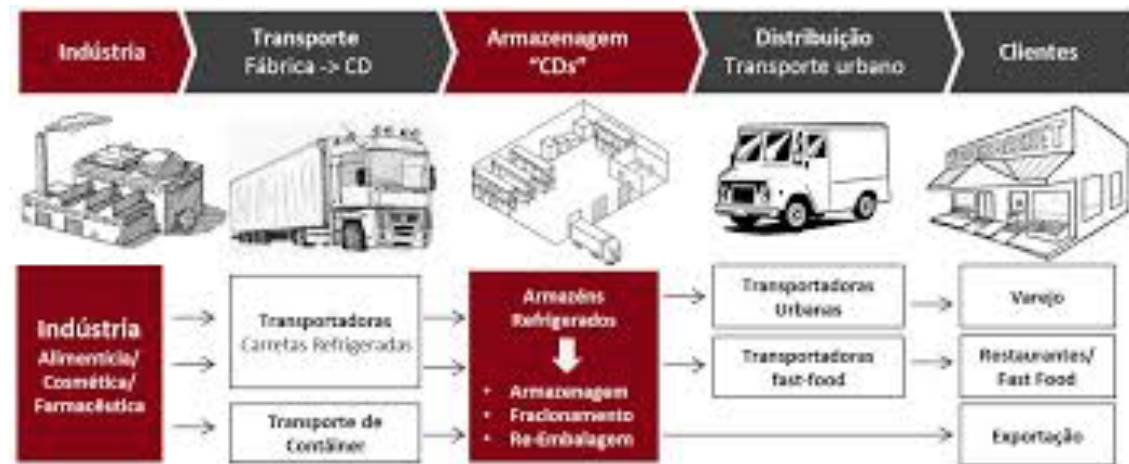 Indústria
Transporte
Fábrica -> CD
Armazenagem
"CDs"
Distribuição
Transporte urbano
Clientes
Indústria
Alimentícia/
Cosmética/
Farmacêutica
Transportadoras
Carretas Refrigeradas
Transporte de
Contâiner
Armazéns
Refrigerados
• Armazenagem
• Fracionamento
• Re-Embalagem
Transportadoras
Urbanas
Transportadoras
fast-food
Varejo
Restaurantes/
Fast Food
Exportação